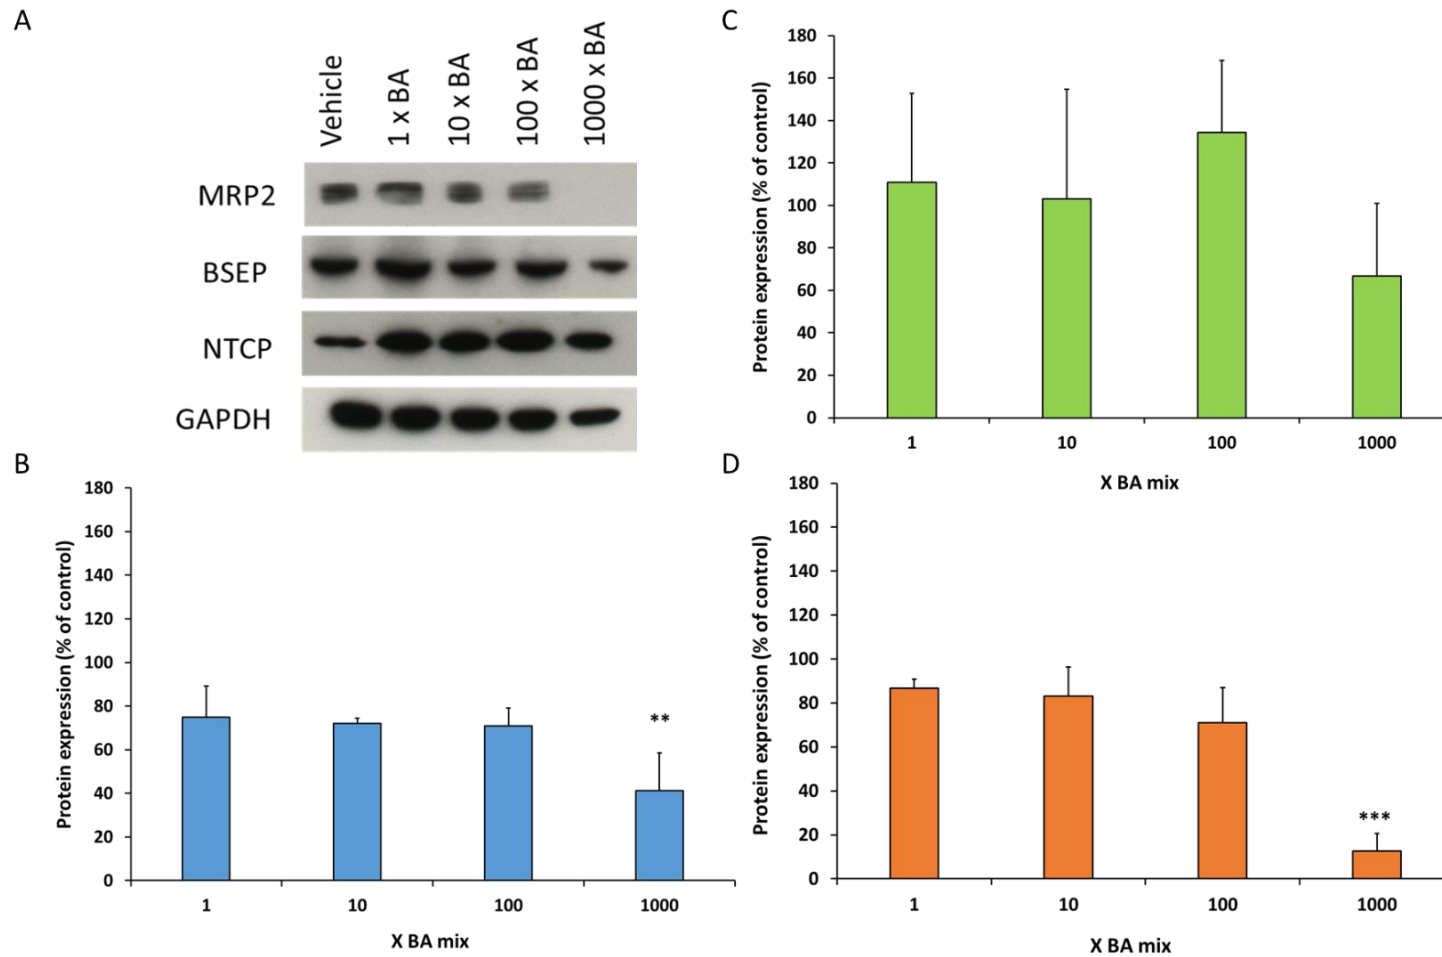 A
Vehicle
1 x BA
10 x BA
100 x BA
1000 x BA
MRP2
BSEP
NTCP
GAPDH
B
Protein expression (% of control)
180
160
140
120
100
80
60
40
20
0
**
1 10 100 1000
X BA mix
C
Protein expression (% of control)
180
160
140
120
100
80
60
40
20
0
1 10 100 1000
X BA mix
D
Protein expression (% of control)
180
160
140
120
100
80
60
40
20
0
***
1 10 100 1000
X BA mix